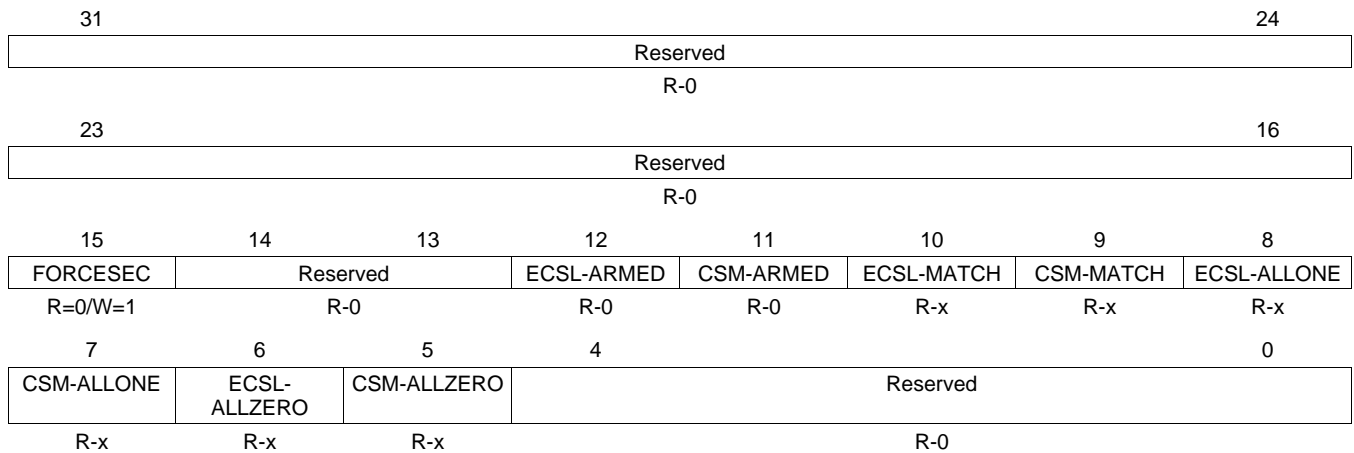 31 24
Reserved
R-0
23 16
Reserved
R-0
15 14 13 12 11 10 9 8
FORCESEC Reserved ECSL-ARMED CSM-ARMED ECSL-MATCH CSM-MATCH ECSL-ALLONE
R=0/W=1 R-0 R-0 R-0 R-x R-x R-x
7 6 5 4 0
CSM-ALLONE ECSL- CSM-ALLZERO Reserved
ALLZERO
R-x R-x R-x R-0